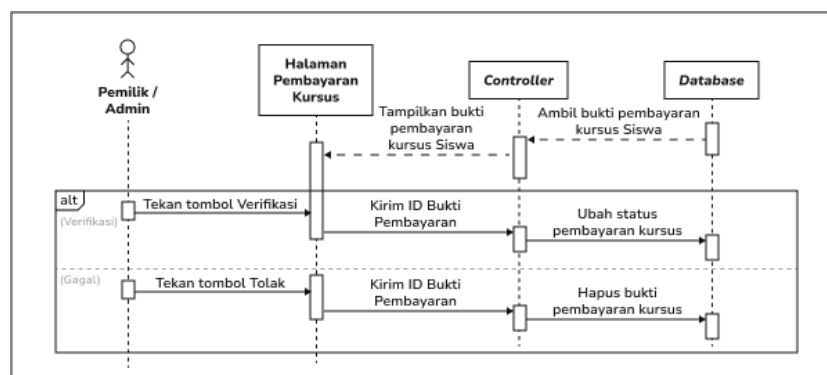 Pemilik /
Admin
Halaman
Pembayaran
Kursus
Controller
Database
Tampilkan bukti
pembayaran
kursus Siswa
Ambil bukti pembayaran
kursus Siswa
alt
(Verifikasi)
Tekan tombol Verifikasi
Kirim ID Bukti
Pembayaran
Ubah status
pembayaran kursus
(Gagal)
Tekan tombol Tolak
Kirim ID Bukti
Pembayaran
Hapus bukti
pembayaran kursus